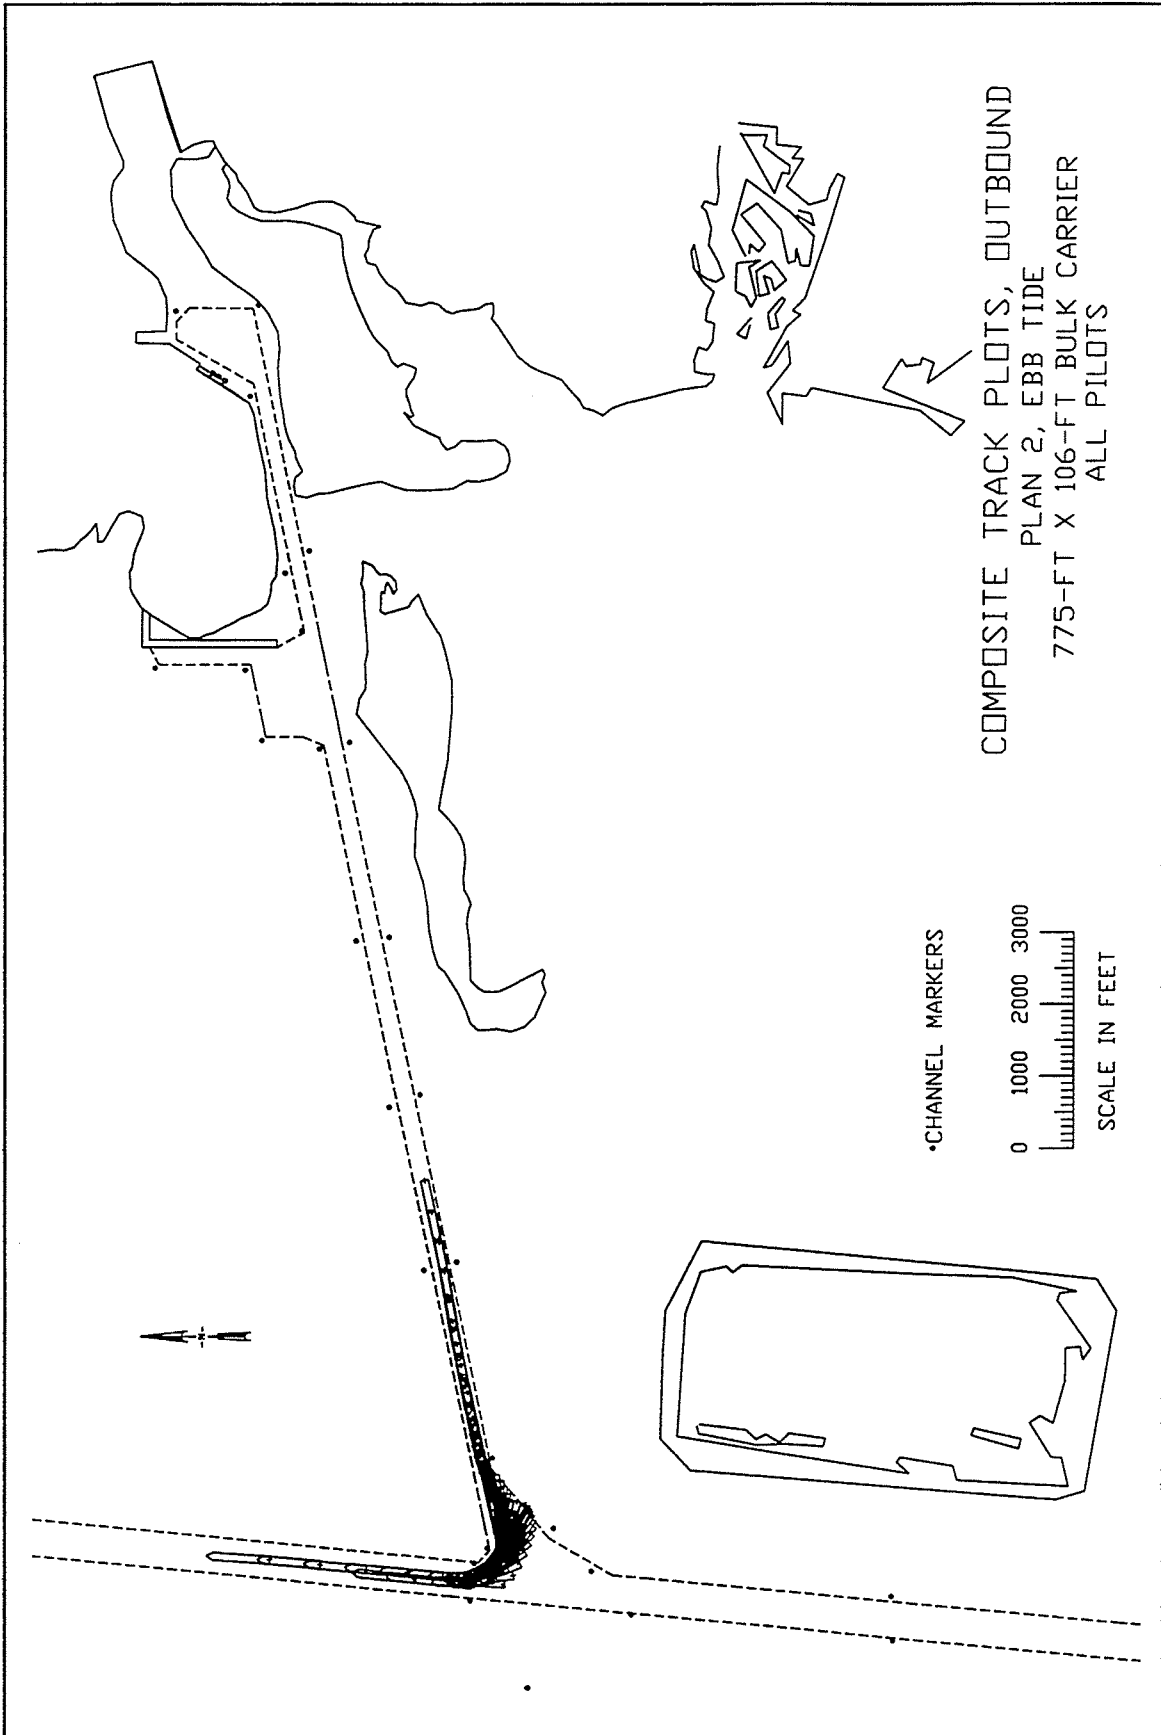 COMPOSITE TRACK PLOTS, OUTBOUND
PLAN 2, EBB TIDE
775-FT X 106-FT BULK CARRIER
ALL PILOTS
•CHANNEL MARKERS
0 1000 2000 3000
SCALE IN FEET
N